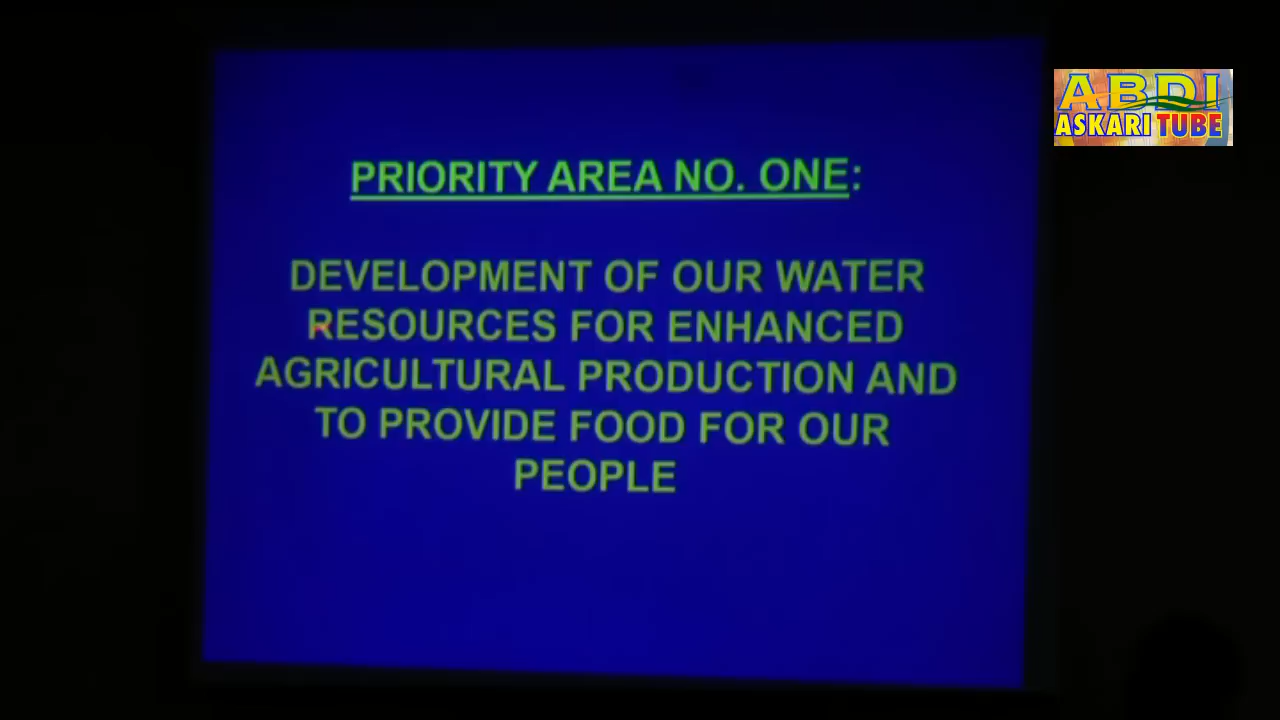 ABDI
ASKARI TUBE
PRIORITY AREA NO. ONE:
DEVELOPMENT OF OUR WATER
RESOURCES FOR ENHANCED
AGRICULTURAL PRODUCTION AND
TO PROVIDE FOOD FOR OUR
PEOPLE